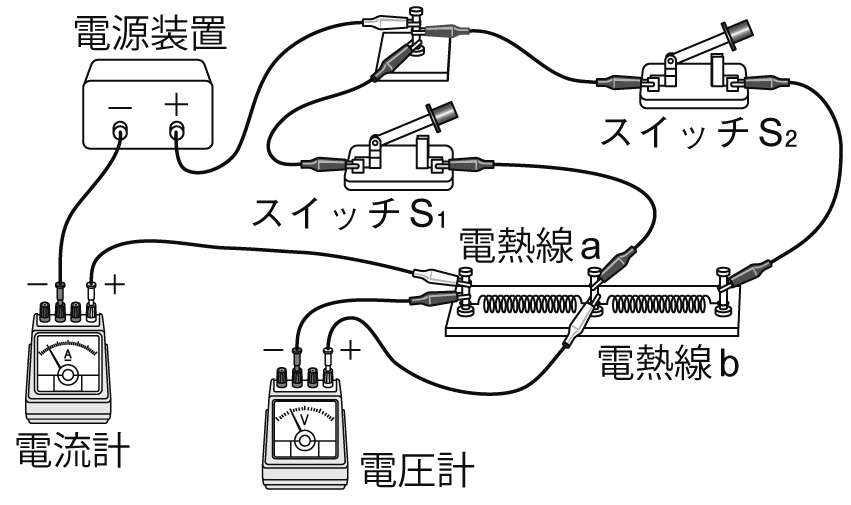 電源装置
− +
スイッチS2
スイッチS1
電熱線a
− +
A
電熱線b
− +
V
電流計
電圧計